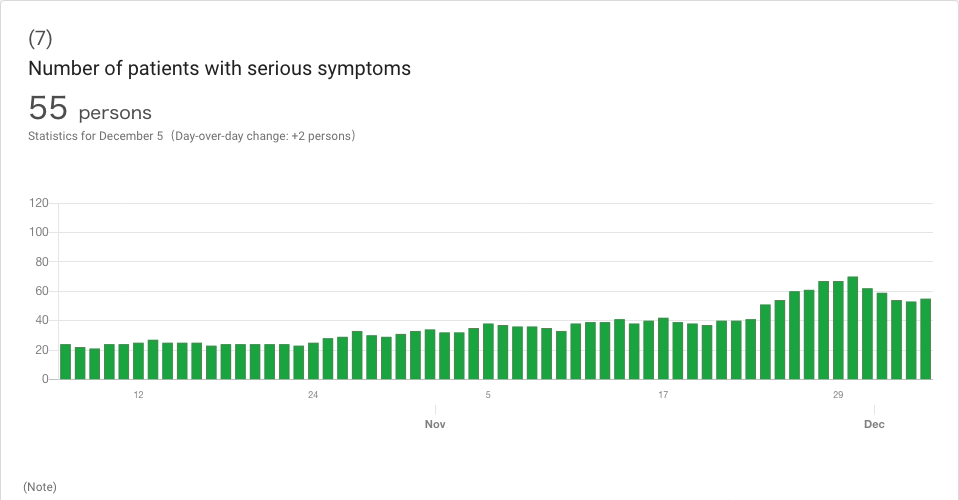 (7)
Number of patients with serious symptoms
55 persons
Statistics for December 5 (Day-over-day change: +2 persons)
120
100
80
60
40
20
0
12 24 5 17 29
Nov Dec
(Note)